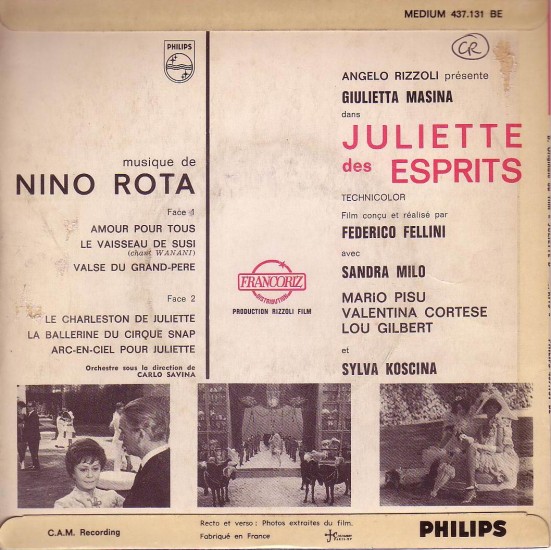 MEDIUM 437.131 BE
CR
PHILIPS
musique de
NINO ROTA
Face 1
AMOUR POUR TOUS
LE VAISSEAU DE SUSI
(chant WANANI)
VALSE DU GRAND-PERE
Face 2
LE CHARLESTON DE JULIETTE
LA BALLERINE DU CIRQUE SNAP
ARC-EN-CIEL POUR JULIETTE
Orchestre sous la direction de
CARLO SAVINA
FRANCORIZ
DISTRIBUTION
PRODUCTION RIZZOLI FILM
ANGELO RIZZOLI présente
GIULIETTA MASINA
dans
JULIETTE
des ESPRITS
TECHNICOLOR
Film conçu et réalisé par
FEDERICO FELLINI
avec
SANDRA MILO
MARIO PISU
VALENTINA CORTESE
LOU GILBERT
et
SYLVA KOSCINA
C.A.M. Recording
Recto et verso : Photos extraites du film.
Fabriqué en France
PHILIPS